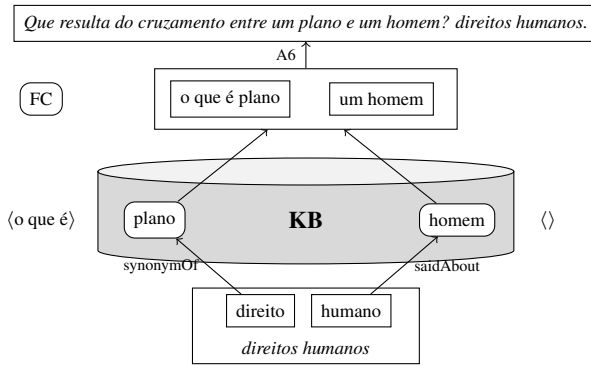 Que resulta do cruzamento entre um plano e um homem? direitos humanos.
A6
FC
o que é plano
um homem
⟨o que é⟩
plano
KB
homem
⟨⟩
synonymOf
saidAbout
direito
humano
direitos humanos